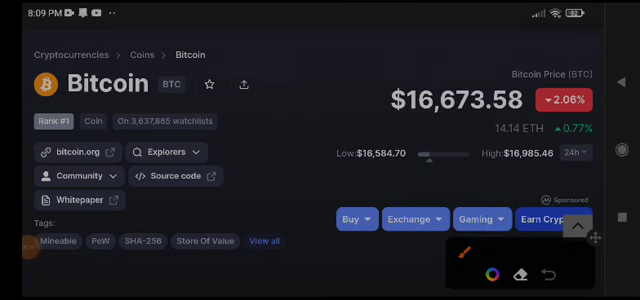 8:09 PM
82
Cryptocurrencies > Coins > Bitcoin
Bitcoin BTC
Bitcoin Price (BTC)
$16,673.58 2.06%
Rank #1 Coin On 3,637,865 watchlists
14.14 ETH 0.77%
bitcoin.org Explorers
Low:$16,584.70 High:$16,985.46 24h
Community Source code
Whitepaper
Sponsored
Buy Exchange Gaming Earn Cryp
Tags:
Mineable PoW SHA-256 Store Of Value View all